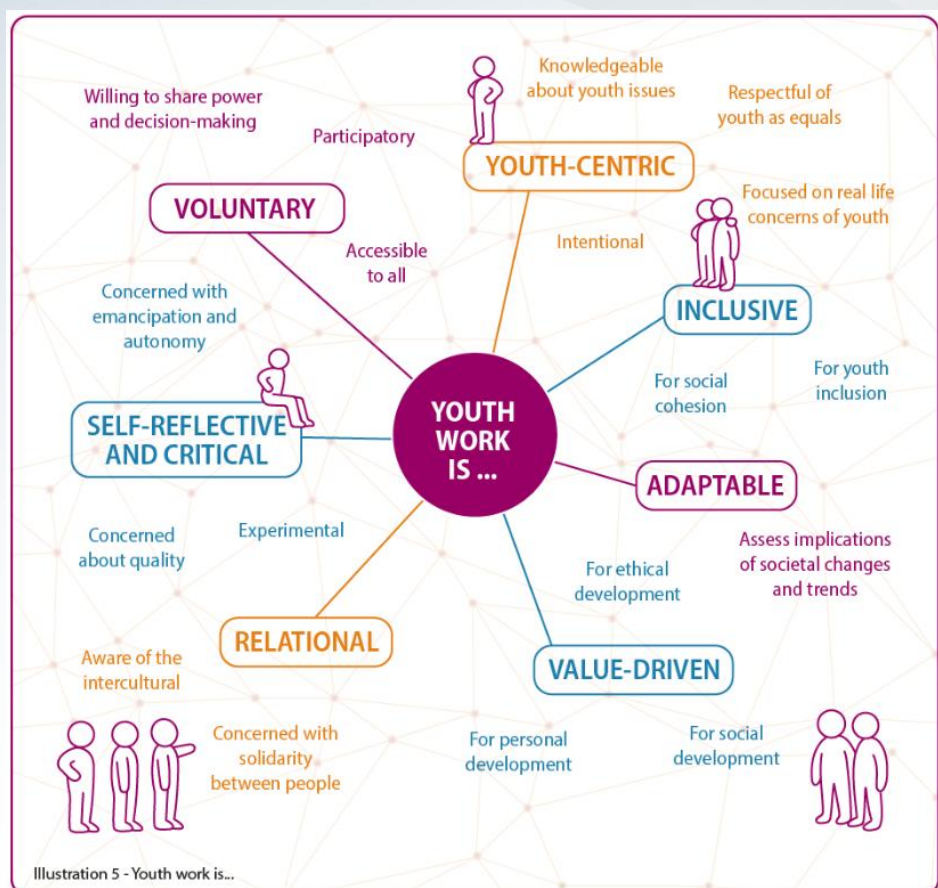 Willing to share power
and decision-making
Participatory
VOLUNTARY
Accessible
to all
Knowledgeable
about youth issues
Respectful of
youth as equals
YOUTH-CENTRIC
Focused on real life
concerns of youth
Intentional
INCLUSIVE
For social
cohesion
For youth
inclusion
Concerned with
emancipation and
autonomy
SELF-REFLECTIVE
AND CRITICAL
Concerned
about quality
Experimental
YOUTH
WORK
IS ...
ADAPTABLE
Assess implications
of societal changes
and trends
For ethical
development
VALUE-DRIVEN
For personal
development
For social
development
RELATIONAL
Aware of the
intercultural
Concerned with
solidarity
between people
Illustration 5 - Youth work is...